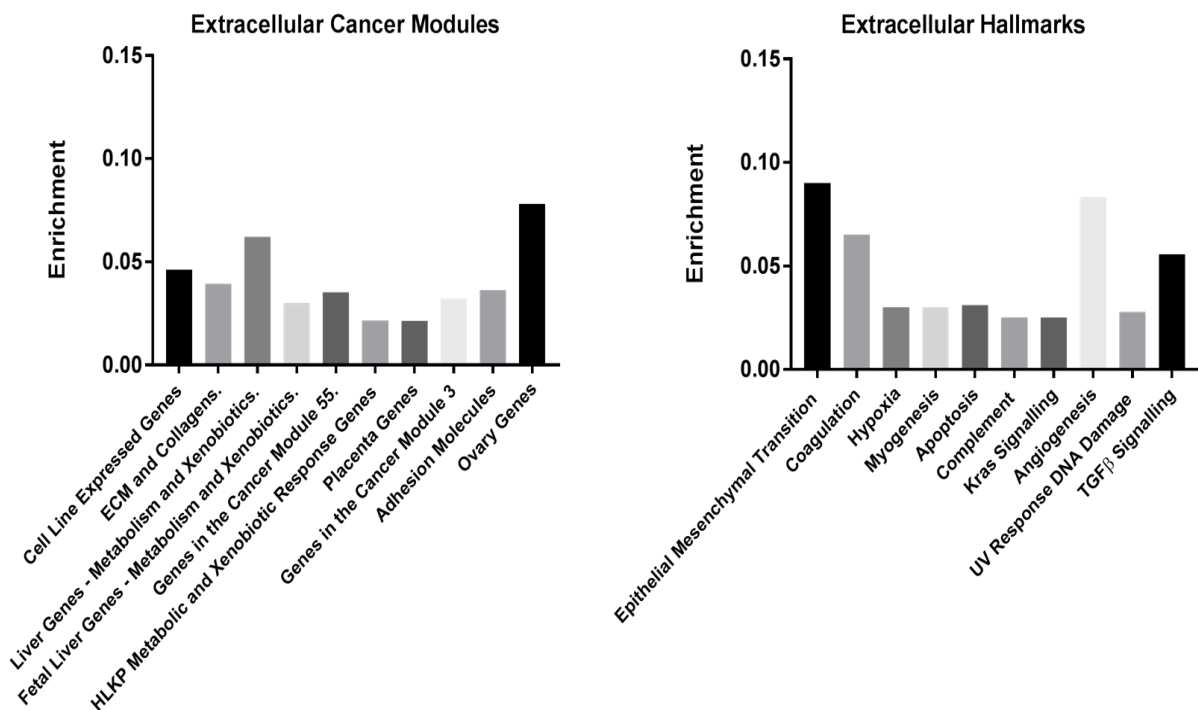 Extracellular Cancer Modules
Enrichment
0.15
0.10
0.05
0.00
Cell Line Expressed Genes
ECM and Collagens.
Liver Genes - Metabolism and Xenobiotics.
Fetal Liver Genes - Metabolism and Xenobiotics.
Genes in the Cancer Module 55.
HLKP Metabolic and Xenobiotic Response Genes
Placenta Genes
Genes in the Cancer Module 3
Adhesion Molecules
Ovary Genes
Extracellular Hallmarks
Enrichment
0.15
0.10
0.05
0.00
Epithelial Mesenchymal Transition
Coagulation
Hypoxia
Myogenesis
Apoptosis
Complement
Kras Signalling
Angiogenesis
UV Response DNA Damage
TGFβ Signalling